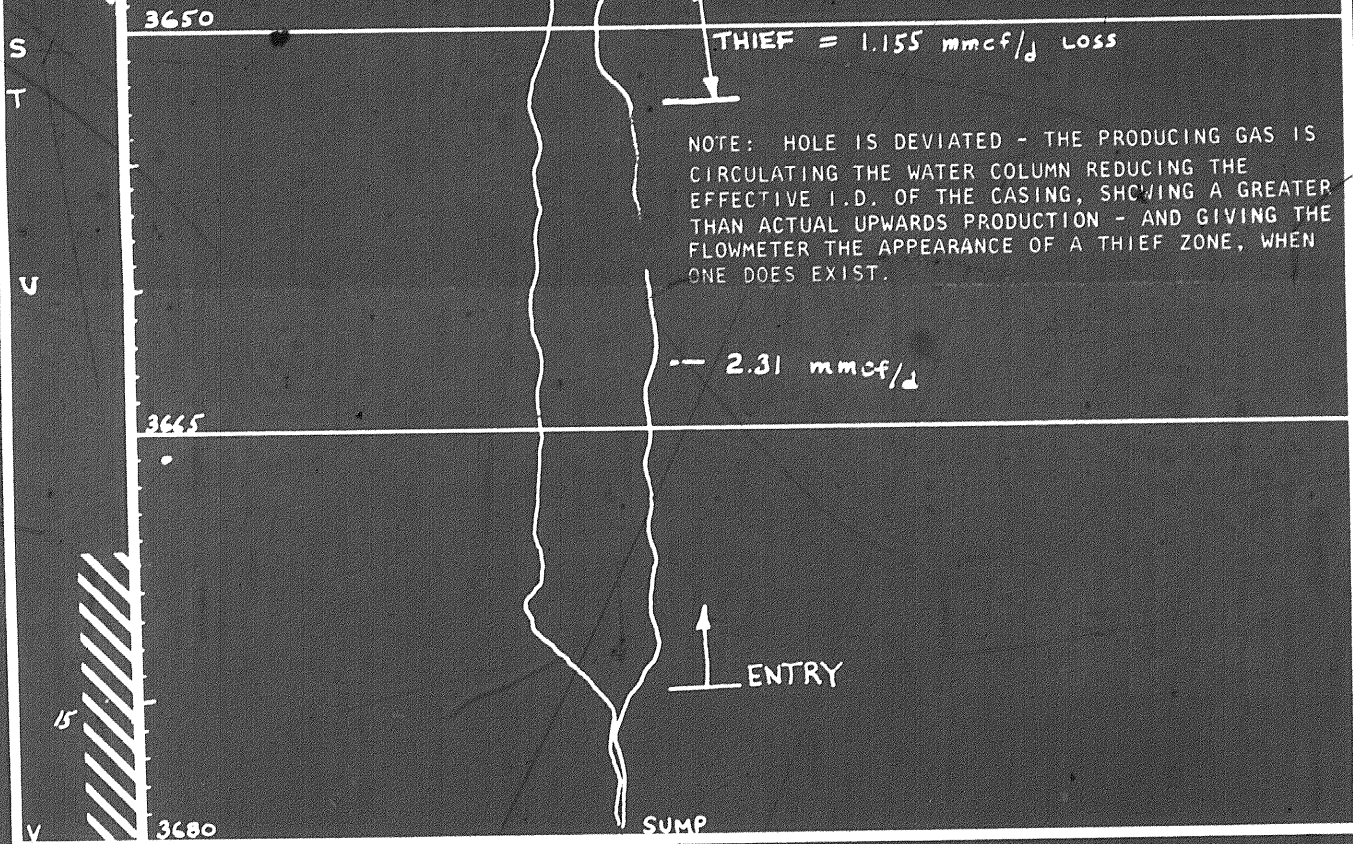 3650
S
THIEF = 1.155 mmcf/d LOSS
T
NOTE: HOLE IS DEVIATED - THE PRODUCING GAS IS
CIRCULATING THE WATER COLUMN REDUCING THE
EFFECTIVE I.D. OF THE CASING, SHOWING A GREATER
THAN ACTUAL UPWARDS PRODUCTION - AND GIVING THE
FLOWMETER THE APPEARANCE OF A THIEF ZONE, WHEN
ONE DOES EXIST.
U
-- 2.31 mmcf/d
3665
ENTRY
15
V
3680
SUMP